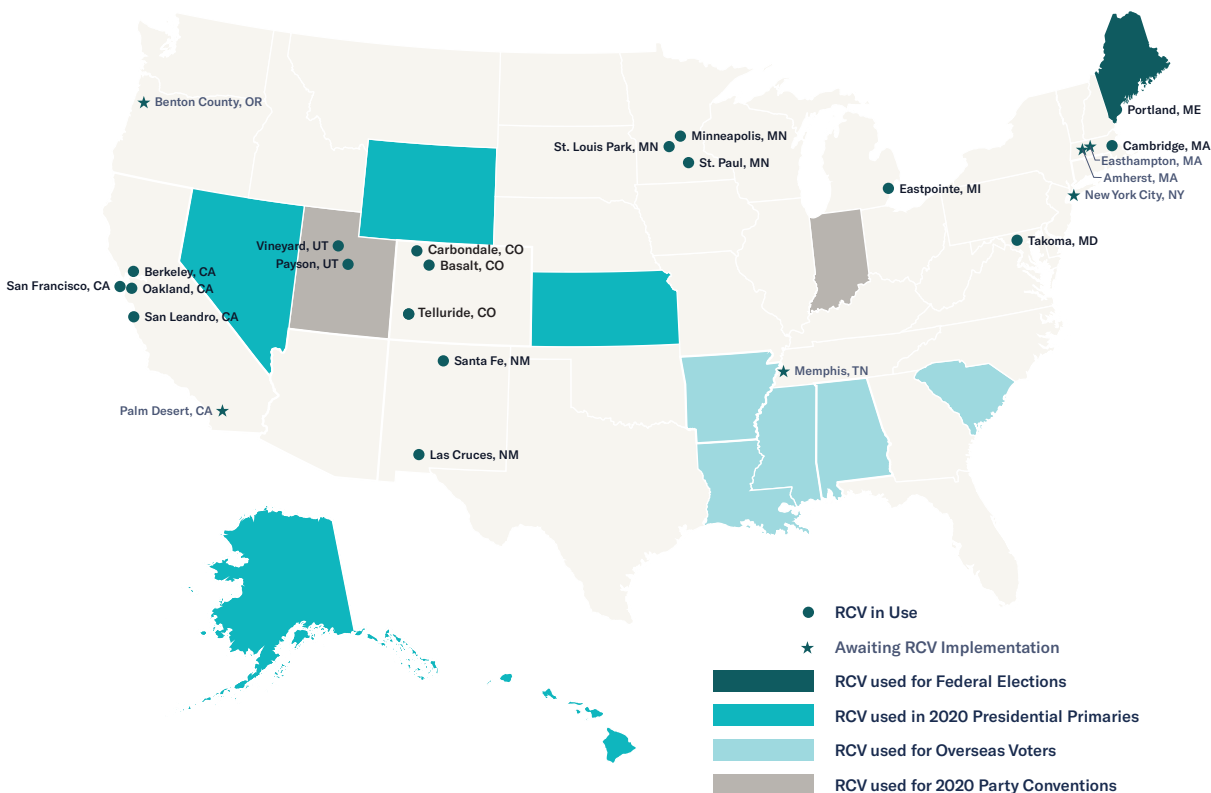 Benton County, OR
Minneapolis, MN
St. Louis Park, MN
St. Paul, MN
Portland, ME
Cambridge, MA
Easthampton, MA
Amherst, MA
New York City, NY
Eastpointe, MI
Takoma, MD
Vineyard, UT
Payson, UT
Carbondale, CO
Basalt, CO
Telluride, CO
Berkeley, CA
San Francisco, CA
Oakland, CA
San Leandro, CA
Santa Fe, NM
Memphis, TN
Palm Desert, CA
Las Cruces, NM
RCV in Use
Awaiting RCV Implementation
RCV used for Federal Elections
RCV used in 2020 Presidential Primaries
RCV used for Overseas Voters
RCV used for 2020 Party Conventions